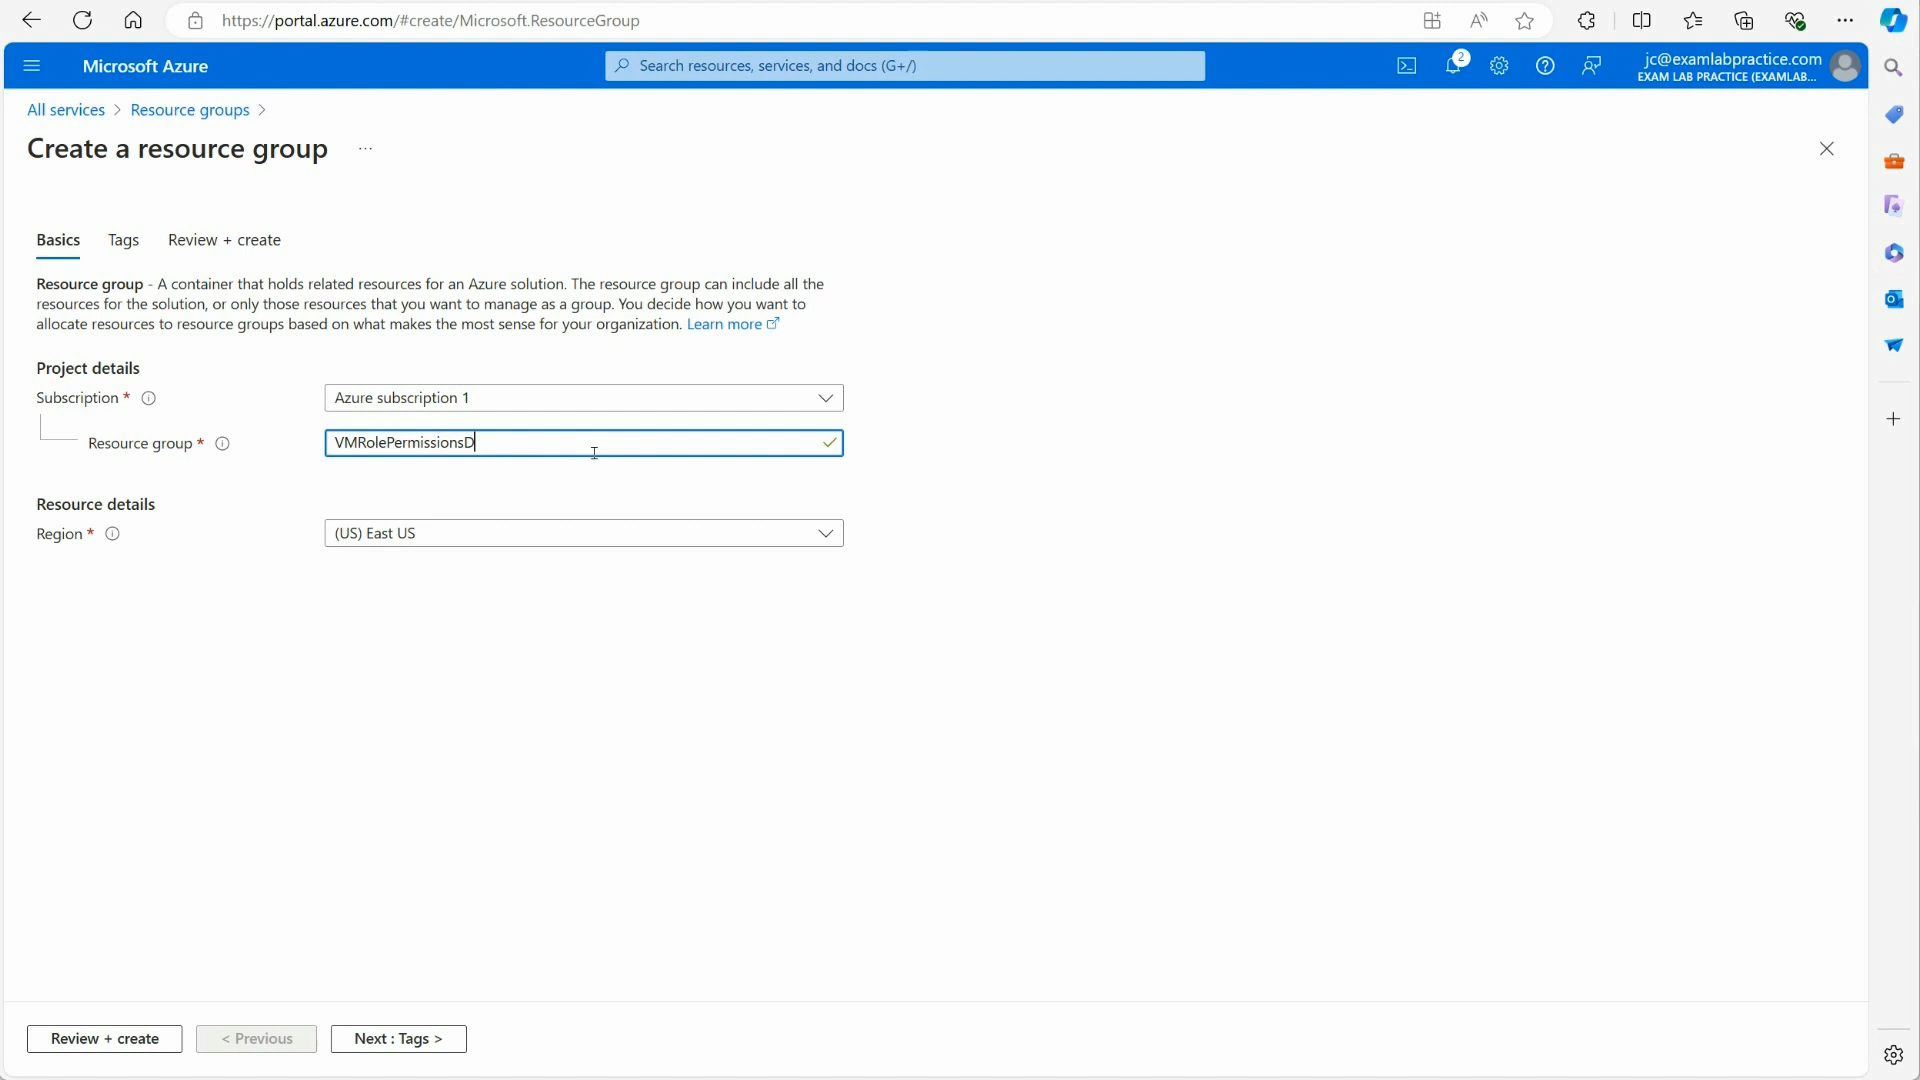 https://portal.azure.com/#create/Microsoft.ResourceGroup
Microsoft Azure
Search resources, services, and docs (G+/)
2
jc@examlabpractice.com
EXAM LAB PRACTICE (EXAMLAB...
All services > Resource groups >
Create a resource group ...
Basics Tags Review + create
Resource group - A container that holds related resources for an Azure solution. The resource group can include all the
resources for the solution, or only those resources that you want to manage as a group. You decide how you want to
allocate resources to resource groups based on what makes the most sense for your organization. Learn more
Project details
Subscription * Azure subscription 1
Resource group * VMRolePermissionsD
Resource details
Region * (US) East US
Review + create < Previous Next : Tags >